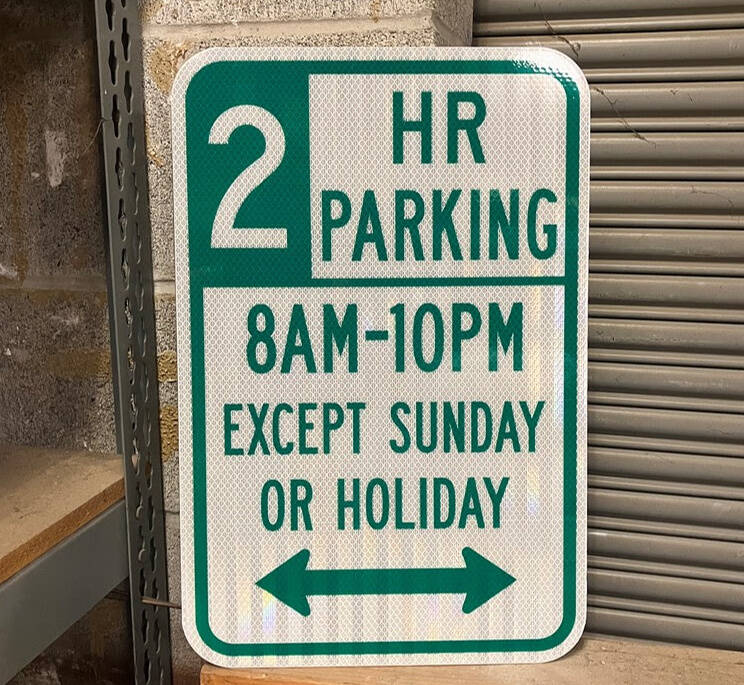 2 HR
PARKING
8AM-10PM
EXCEPT SUNDAY
OR HOLIDAY